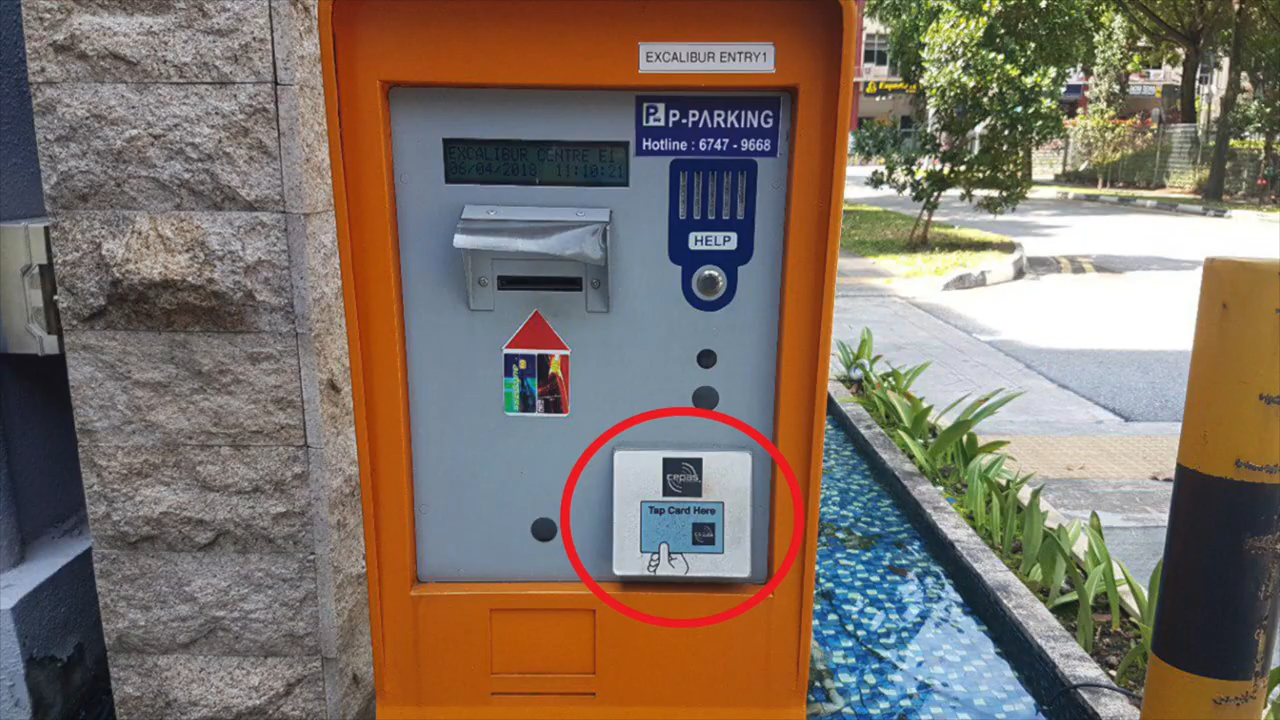 EXCALIBUR ENTRY1
P-PARKING
Hotline : 6747 - 9668
EXCALIBUR CENTRE E1
05/04/2018 11:10:21
HELP
cepas
Tap Card Here
cepas